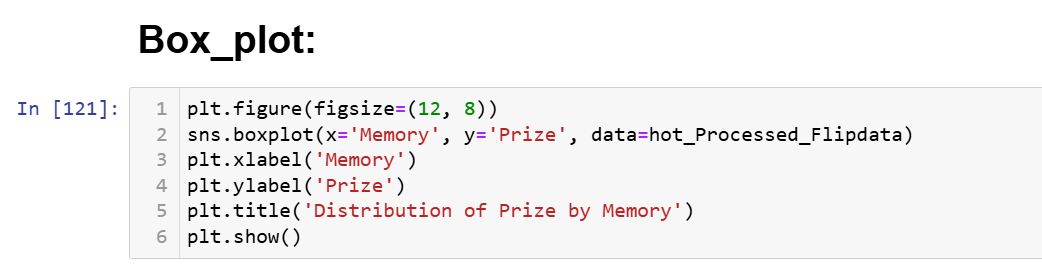 Box_plot:
In [121]:
1 plt.figure(figsize=(12, 8))
2 sns.boxplot(x='Memory', y='Prize', data=hot_Processed_Flipdata)
3 plt.xlabel('Memory')
4 plt.ylabel('Prize')
5 plt.title('Distribution of Prize by Memory')
6 plt.show()